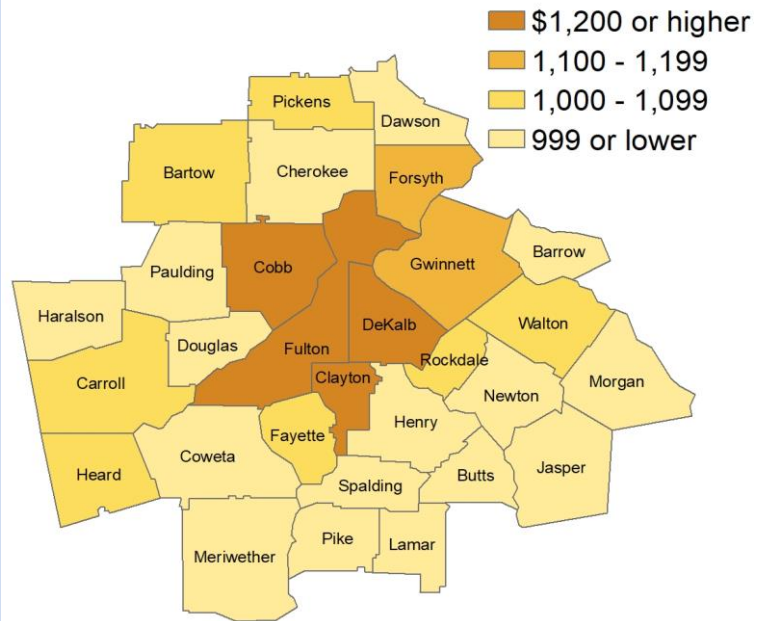 $1,200 or higher
1,100 - 1,199
1,000 - 1,099
999 or lower
Pickens
Dawson
Bartow
Cherokee
Forsyth
Paulding
Cobb
Gwinnett
Barrow
Haralson
Douglas
Fulton
DeKalb
Walton
Rockdale
Carroll
Clayton
Newton
Morgan
Henry
Fayette
Coweta
Heard
Spalding
Butts
Jasper
Pike
Lamar
Meriwether